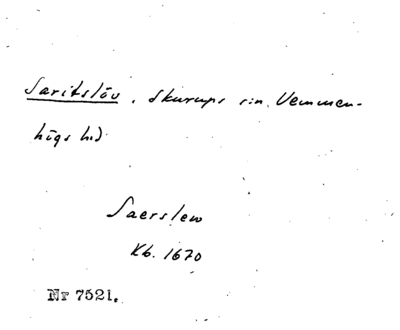 Saritslöv, Skurups sn. Vemmen-
högs hd
Saerslew
Kb. 1670
Nr 7521.